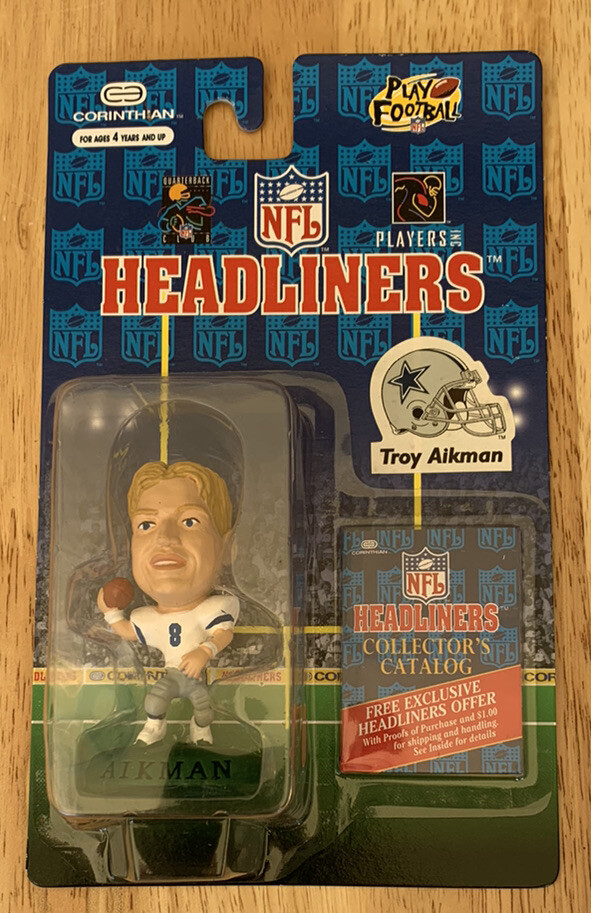 CORINTHIAN™
FOR AGES 4 YEARS AND UP
PLAY
FOOTBALL
NFL
QUARTERBACK
CLUB
NFL
PLAYERS INC
HEADLINERS™
Troy Aikman
8
AIKMAN
CORINTHIAN
NFL
HEADLINERS™
COLLECTOR'S
CATALOG
FREE EXCLUSIVE
HEADLINERS OFFER
With Proofs of Purchase and $1.00
for shipping and handling.
See Inside for details